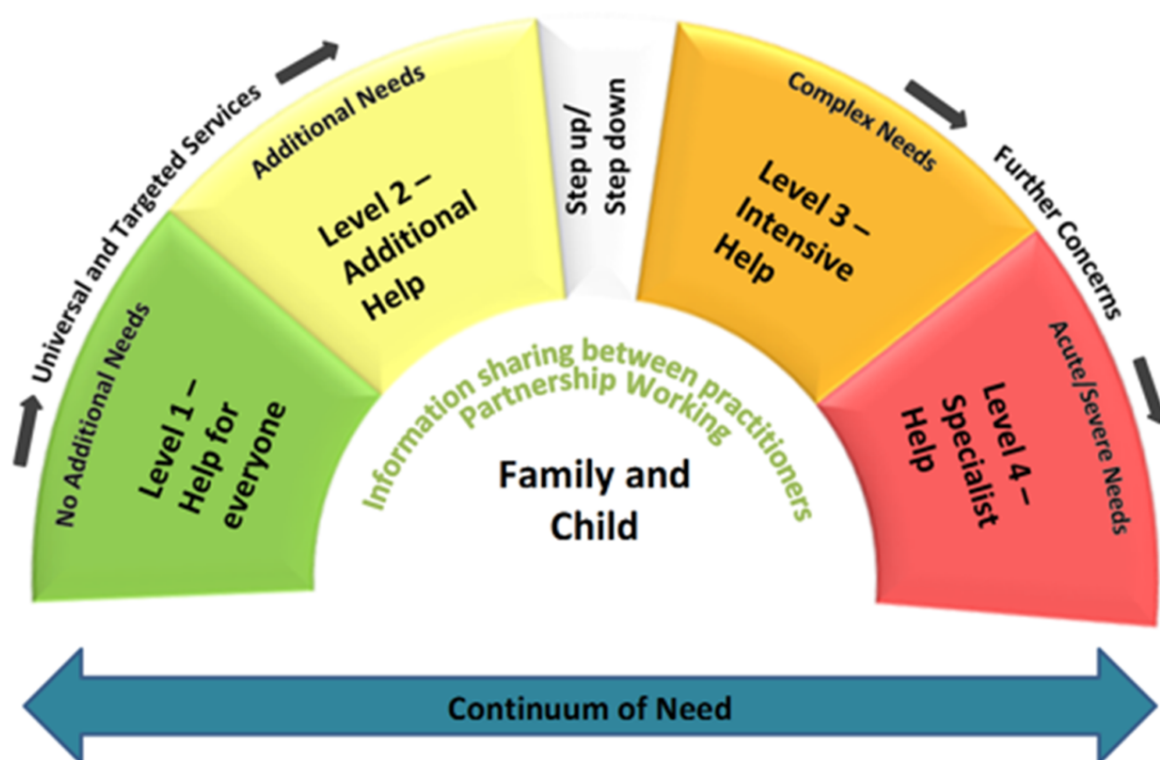 Universal and Targeted Services
No Additional Needs
Level 1 –
Help for
everyone
Additional Needs
Level 2 –
Additional
Help
Step up/
Step down
Complex Needs
Level 3 –
Intensive
Help
Further Concerns
Acute/Severe Needs
Level 4 –
Specialist
Help
Information sharing between practitioners
Partnership Working
Family and
Child
Continuum of Need